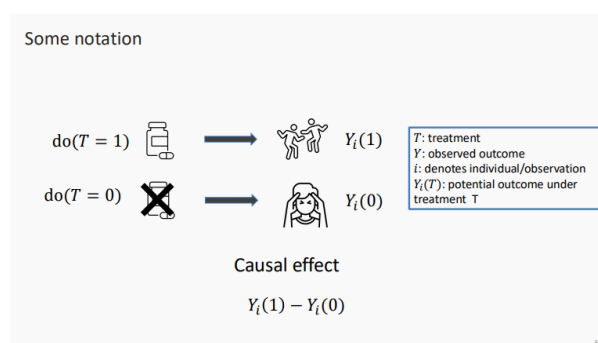 Some notation
do(T = 1)
Y_i(1)
do(T = 0)
Y_i(0)
T: treatment
Y: observed outcome
i: denotes individual/observation
Y_i(T): potential outcome under
treatment T
Causal effect
Y_i(1) − Y_i(0)